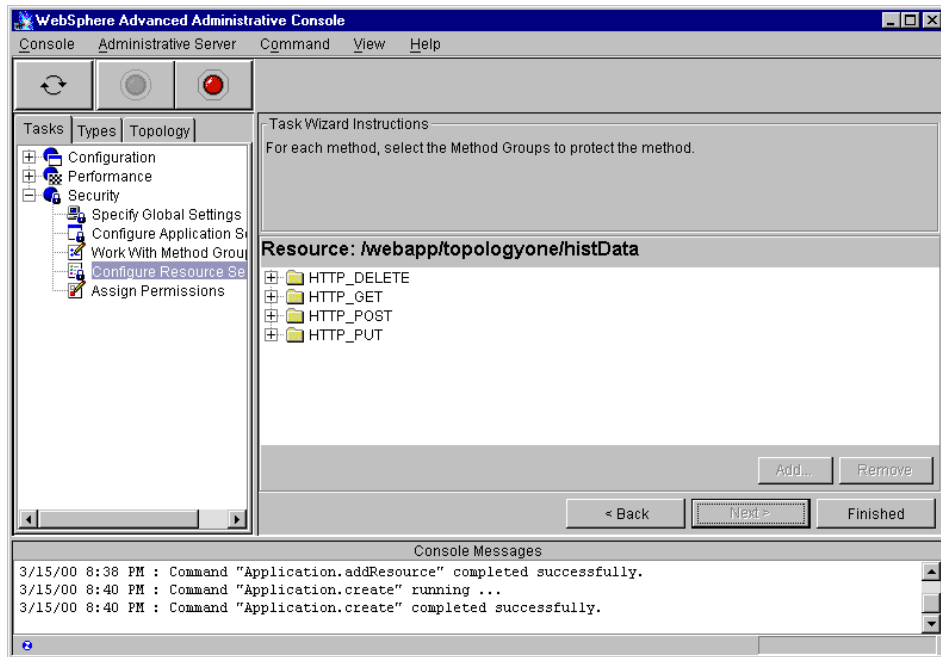 WebSphere Advanced Administrative Console
Console Administrative Server Command View Help
Tasks Types Topology
Configuration
Performance
Security
Specify Global Settings
Configure Application S
Work With Method Grou
Configure Resource Se
Assign Permissions
Task Wizard Instructions
For each method, select the Method Groups to protect the method.
Resource: /webapp/topologyone/histData
HTTP_DELETE
HTTP_GET
HTTP_POST
HTTP_PUT
Add... Remove
< Back Next > Finished
Console Messages
3/15/00 8:38 PM : Command "Application.addResource" completed successfully.
3/15/00 8:40 PM : Command "Application.create" running ...
3/15/00 8:40 PM : Command "Application.create" completed successfully.